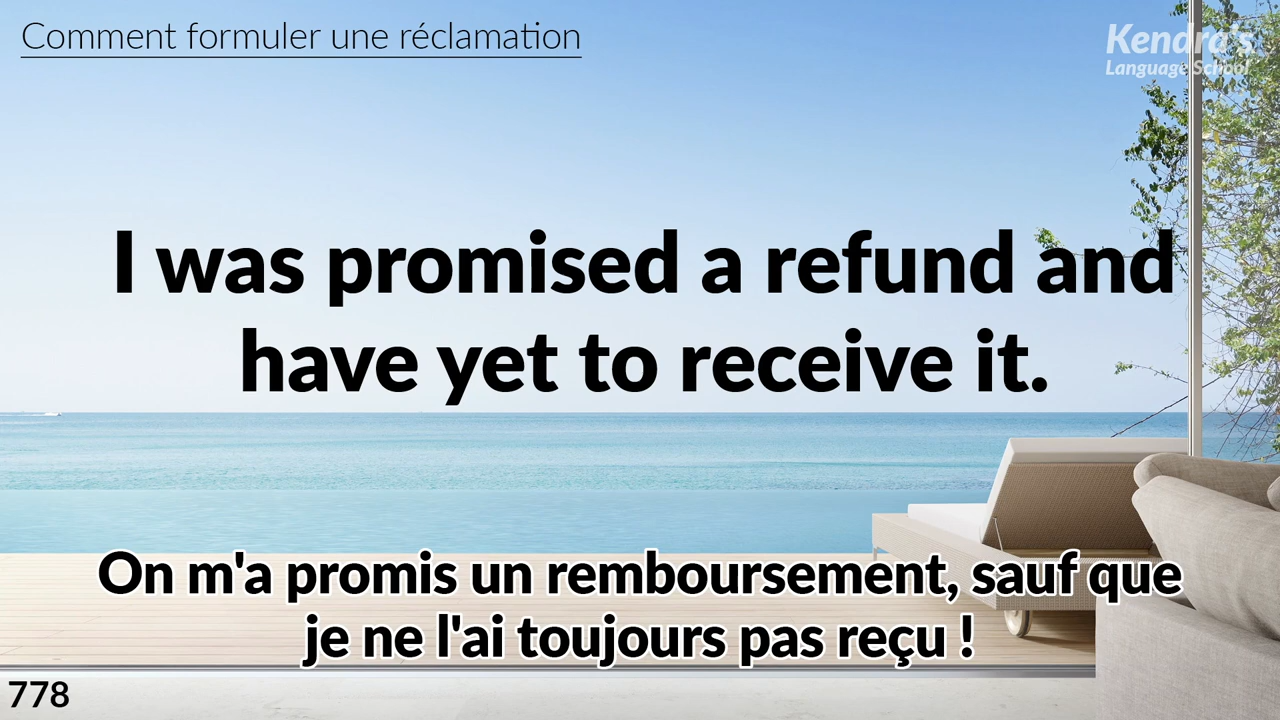 Comment formuler une réclamation
Kendra's
Language School
I was promised a refund and
have yet to receive it.
On m'a promis un remboursement, sauf que
je ne l'ai toujours pas reçu !
778